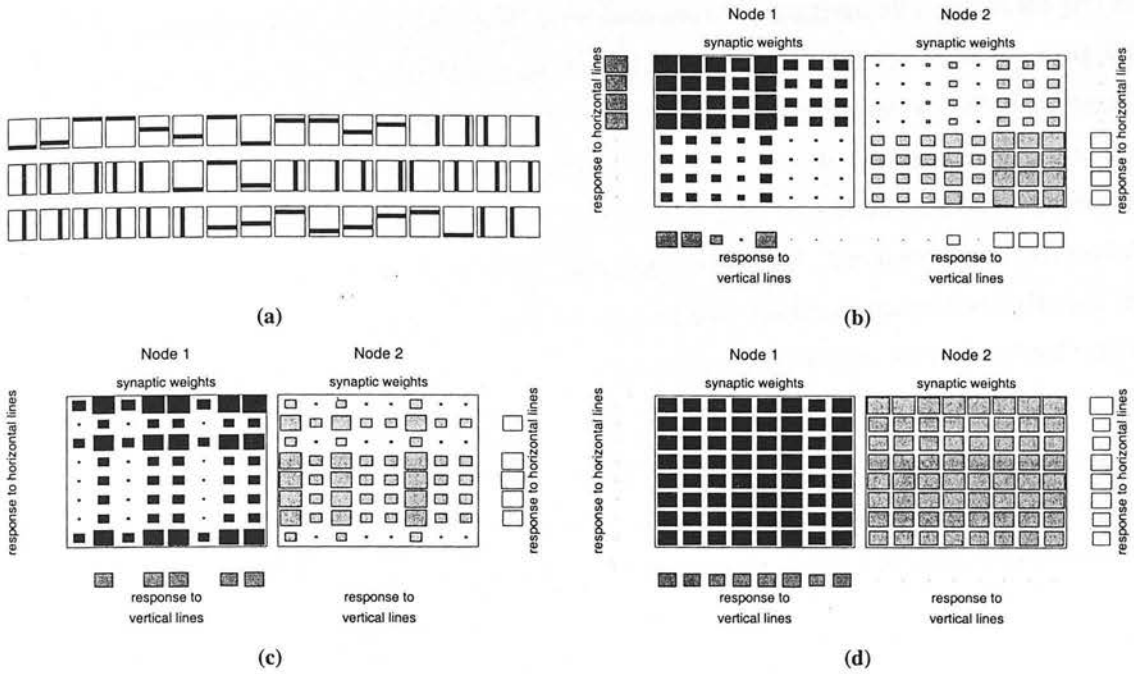 (a)
Node 1
Node 2
synaptic weights
synaptic weights
response to horizontal lines
response to horizontal lines
response to
vertical lines
response to
vertical lines
(b)
Node 1
Node 2
synaptic weights
synaptic weights
response to horizontal lines
response to horizontal lines
response to
vertical lines
response to
vertical lines
(c)
Node 1
Node 2
synaptic weights
synaptic weights
response to horizontal lines
response to horizontal lines
response to
vertical lines
response to
vertical lines
(d)